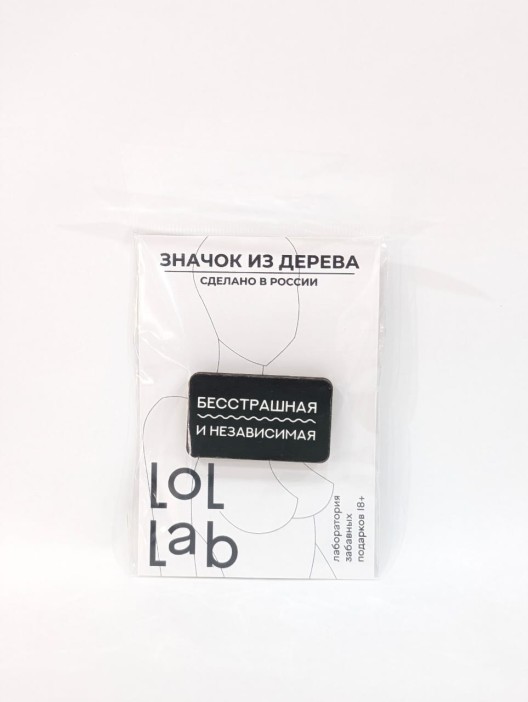 ЗНАЧОК ИЗ ДЕРЕВА
СДЕЛАНО В РОССИИ
БЕССТРАШНАЯ
И НЕЗАВИСИМАЯ
LoL
Lab
лаборатория
забавных
подарков 18+